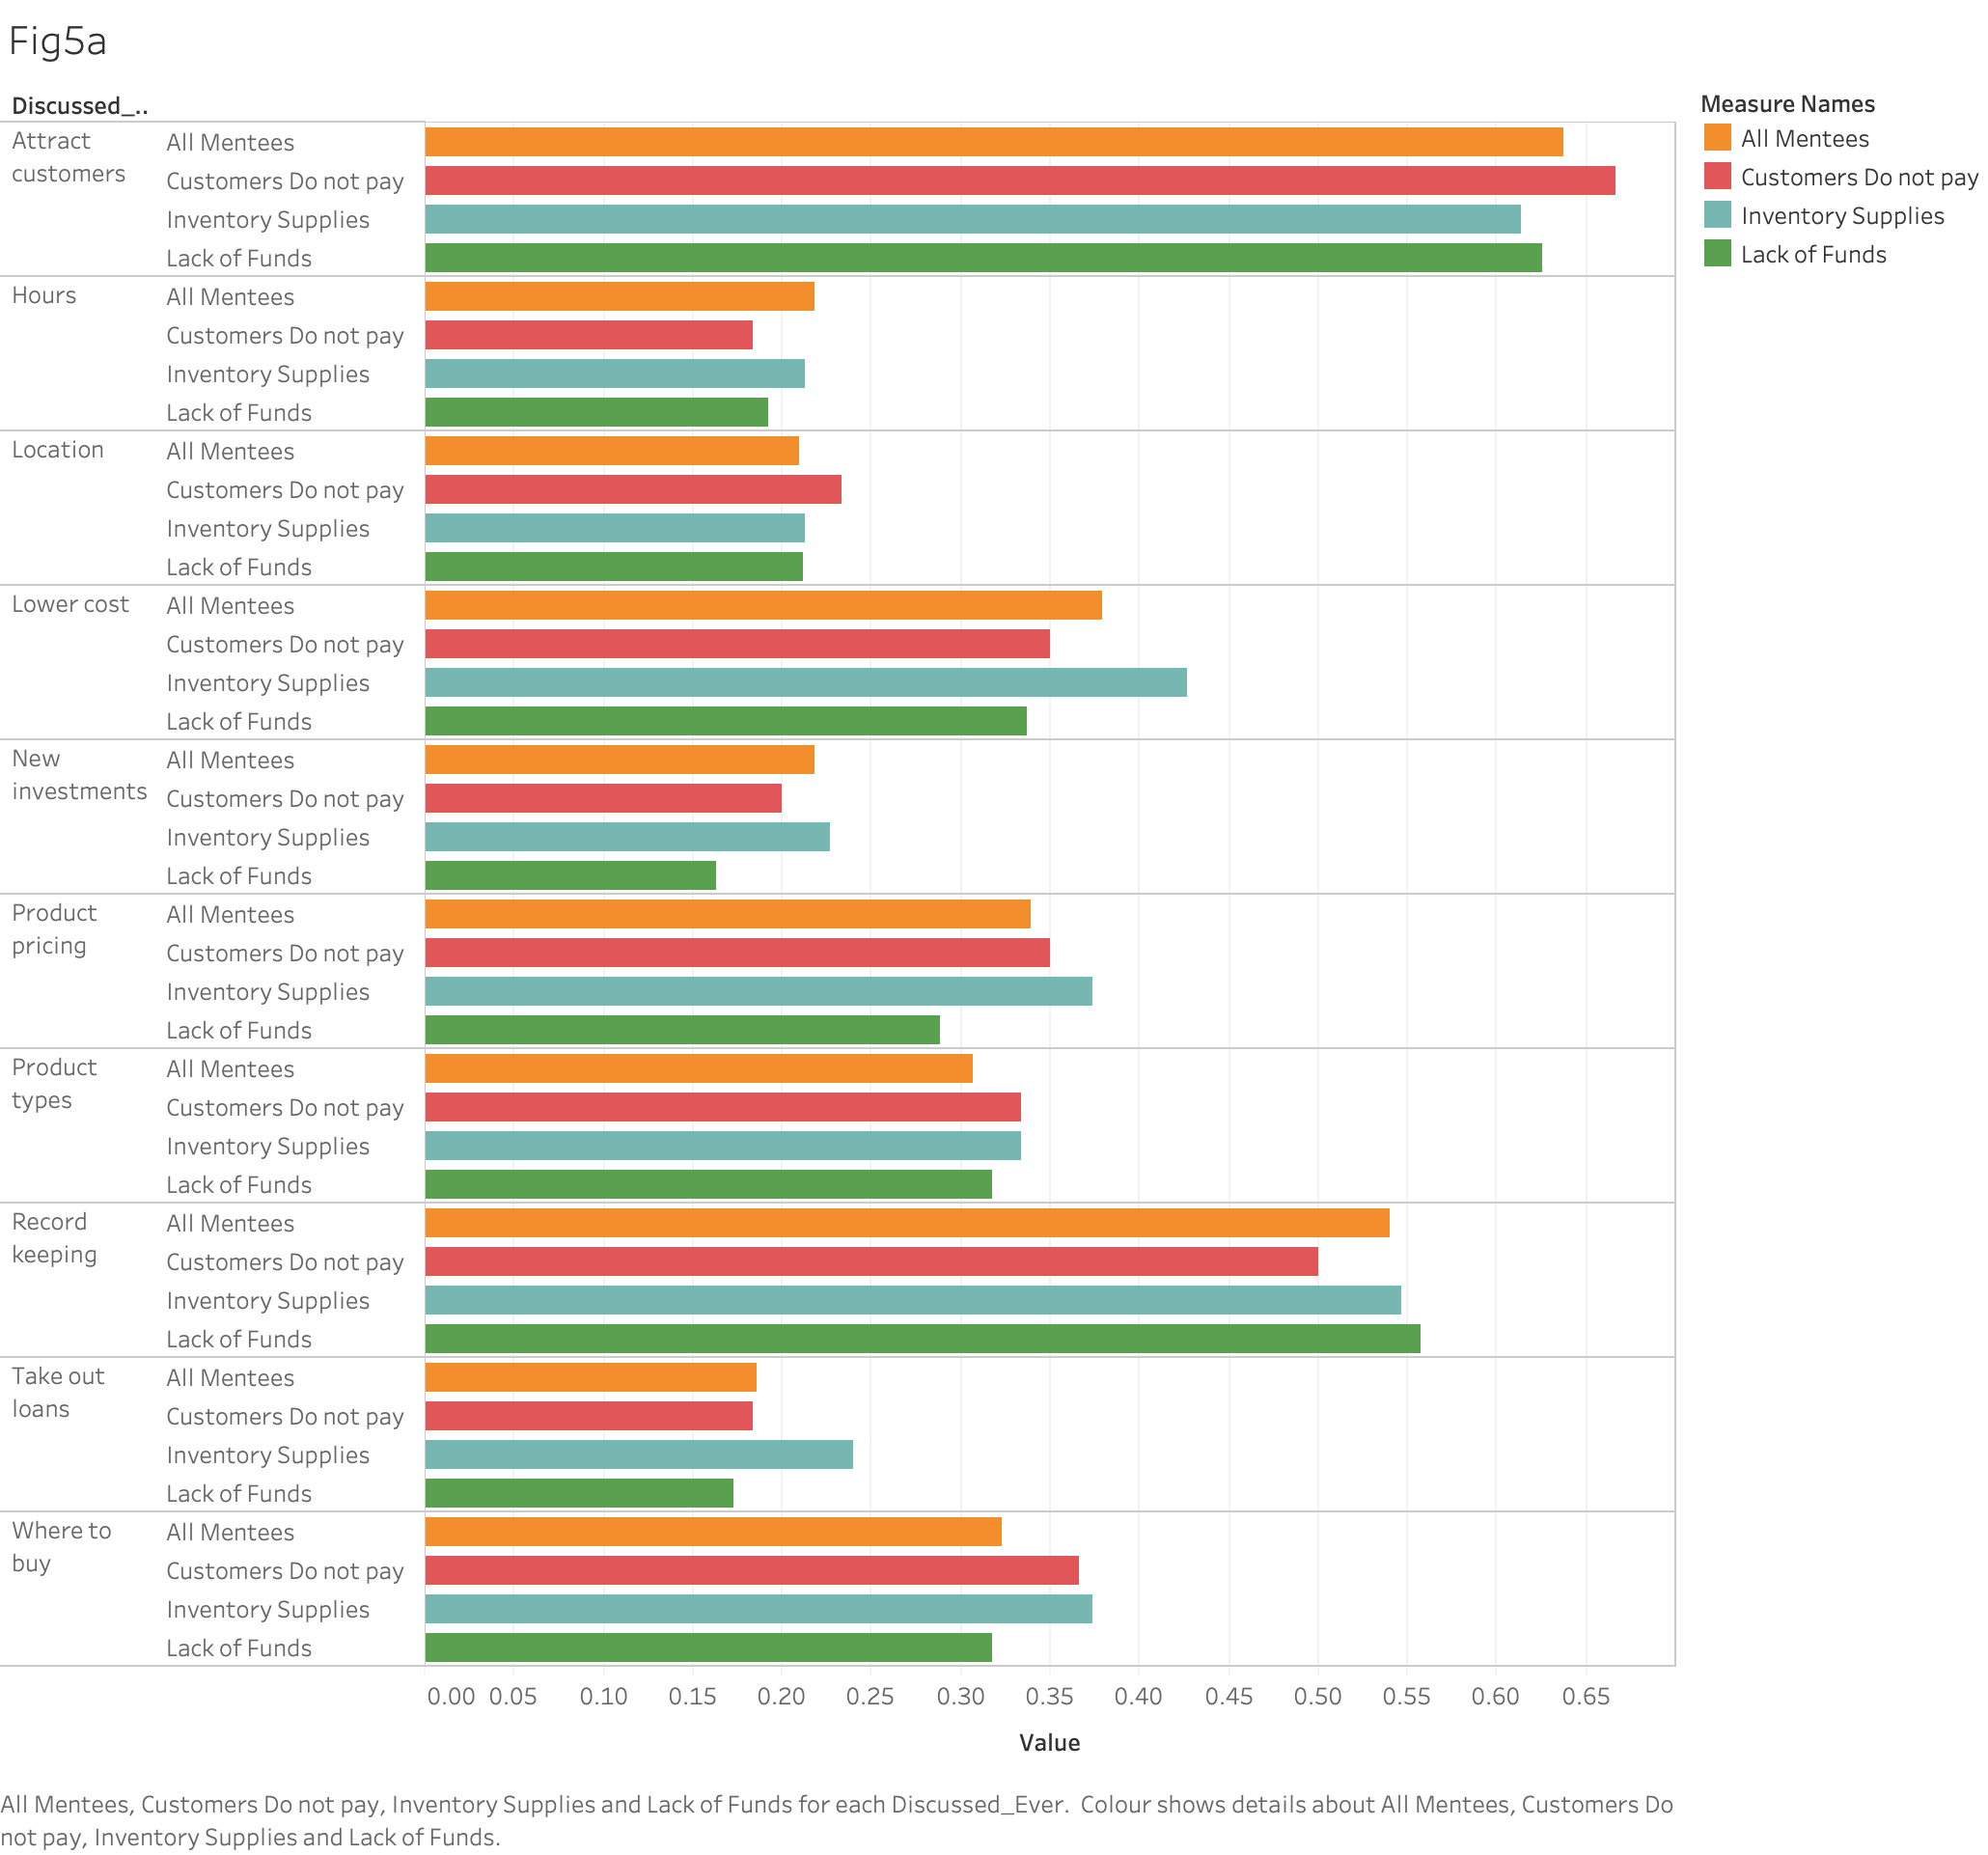 Fig5a
Discussed_..
Attract
customers
All Mentees
Customers Do not pay
Inventory Supplies
Lack of Funds
Hours
All Mentees
Customers Do not pay
Inventory Supplies
Lack of Funds
Location
All Mentees
Customers Do not pay
Inventory Supplies
Lack of Funds
Lower cost
All Mentees
Customers Do not pay
Inventory Supplies
Lack of Funds
New
investments
All Mentees
Customers Do not pay
Inventory Supplies
Lack of Funds
Product
pricing
All Mentees
Customers Do not pay
Inventory Supplies
Lack of Funds
Product
types
All Mentees
Customers Do not pay
Inventory Supplies
Lack of Funds
Record
keeping
All Mentees
Customers Do not pay
Inventory Supplies
Lack of Funds
Take out
loans
All Mentees
Customers Do not pay
Inventory Supplies
Lack of Funds
Where to
buy
All Mentees
Customers Do not pay
Inventory Supplies
Lack of Funds
0.00 0.05 0.10 0.15 0.20 0.25 0.30 0.35 0.40 0.45 0.50 0.55 0.60 0.65
Value
Measure Names
All Mentees
Customers Do not pay
Inventory Supplies
Lack of Funds
All Mentees, Customers Do not pay, Inventory Supplies and Lack of Funds for each Discussed_Ever.  Colour shows details about All Mentees, Customers Do
not pay, Inventory Supplies and Lack of Funds.